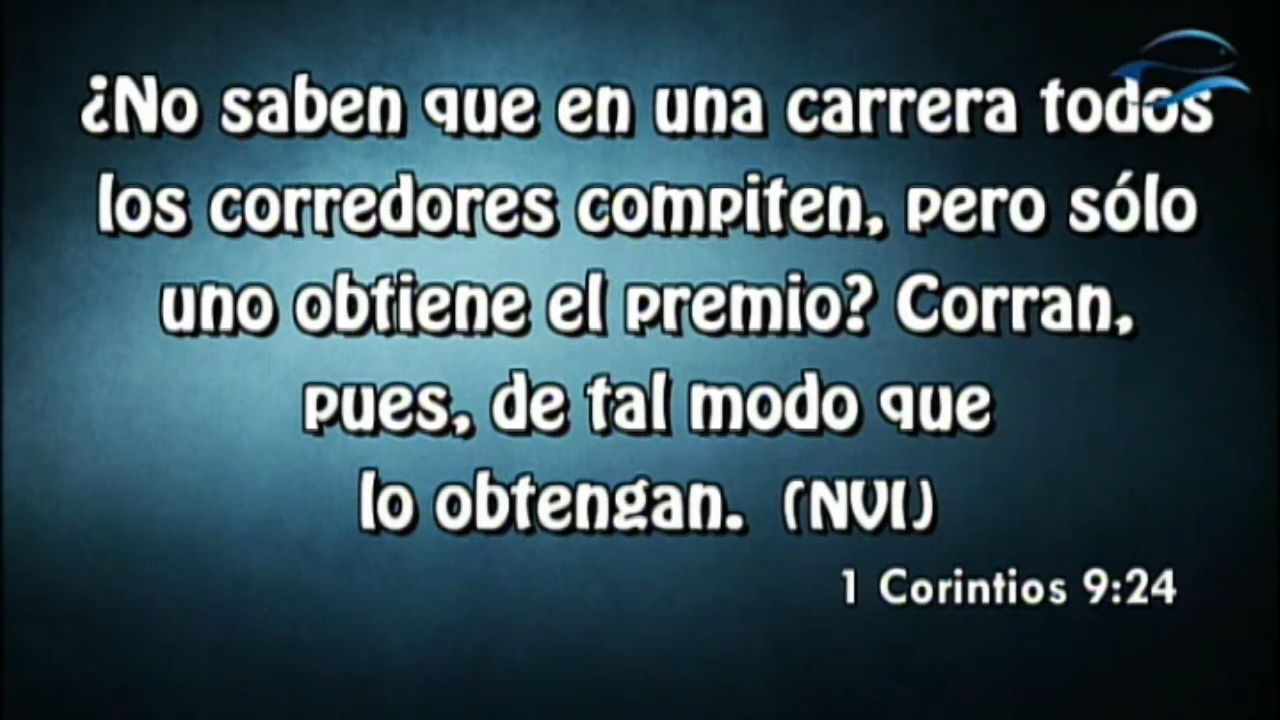 ¿No saben que en una carrera todos
los corredores compiten, pero sólo
uno obtiene el premio? Corran,
pues, de tal modo que
lo obtengan. (NVI)
1 Corintios 9:24